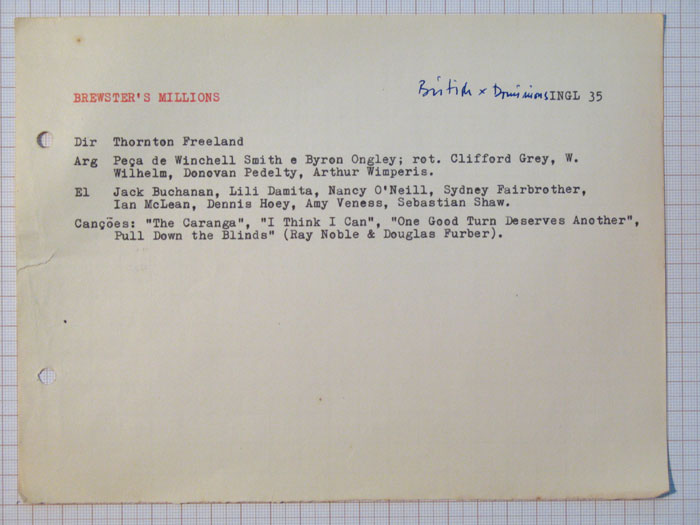 BREWSTER'S MILLIONS British x Dominions INGL 35
Dir Thornton Freeland
Arg Peça de Winchell Smith e Byron Ongley; rot. Clifford Grey, W.
Wilhelm, Donovan Pedelty, Arthur Wimperis.
El Jack Buchanan, Lili Damita, Nancy O'Neill, Sydney Fairbrother,
Ian McLean, Dennis Hoey, Amy Veness, Sebastian Shaw.
Canções: "The Caranga", "I Think I Can", "One Good Turn Deserves Another",
Pull Down the Blinds" (Ray Noble & Douglas Furber).